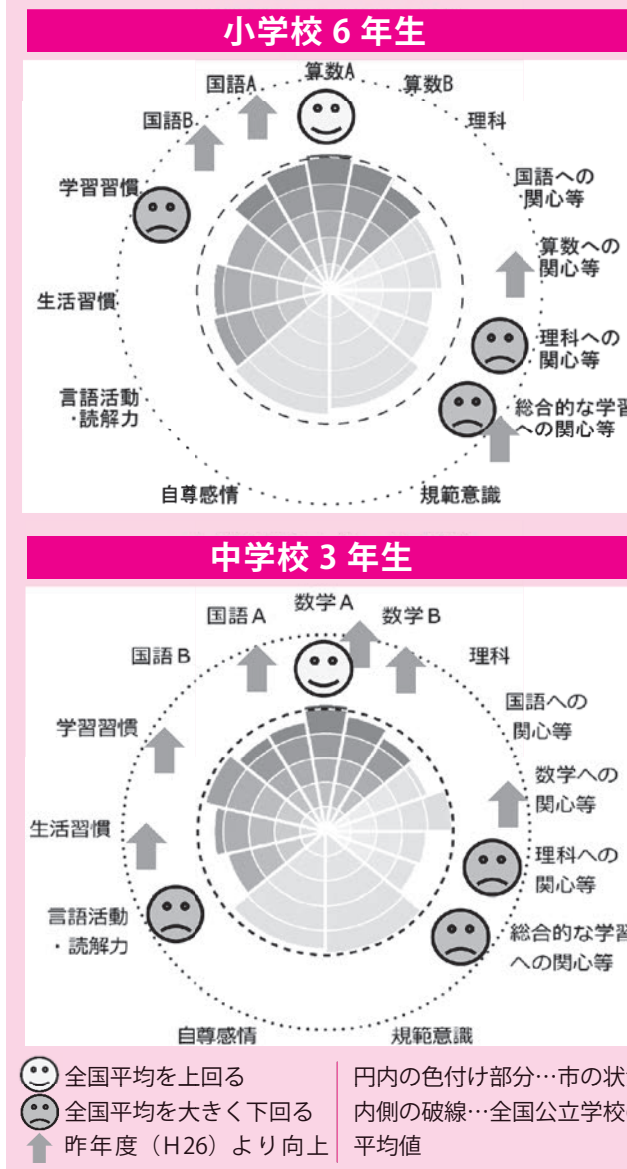 小学校 6 年生
算数A
国語A
算数B
国語B
理科
学習習慣
国語への
関心等
算数への
関心等
生活習慣
理科への
関心等
言語活動
・読解力
総合的な学習
への関心等
自尊感情
規範意識
中学校 3 年生
数学A
国語A
数学B
国語B
理科
国語への
関心等
学習習慣
数学への
関心等
生活習慣
理科への
関心等
言語活動
・読解力
総合的な学習
への関心等
自尊感情
規範意識
全国平均を上回る
全国平均を大きく下回る
昨年度（H26）より向上
円内の色付け部分…市の状
内側の破線…全国公立学校
平均値